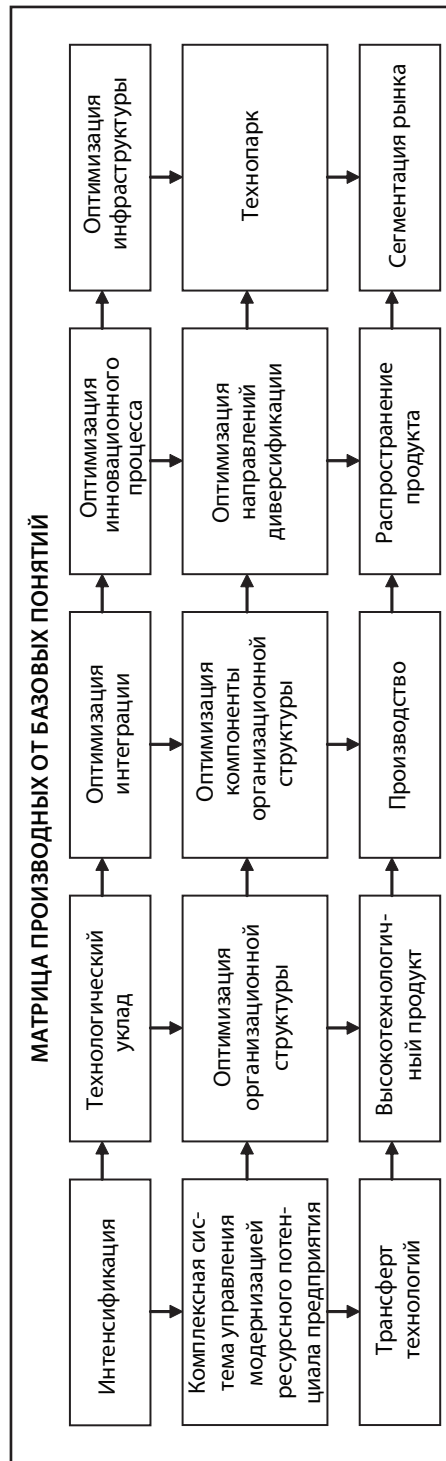 МАТРИЦА ПРОИЗВОДНЫХ ОТ БАЗОВЫХ ПОНЯТИЙ
Интенсификация
Технологический
уклад
Оптимизация
интеграции
Оптимизация
инновационного
процесса
Оптимизация
инфраструктуры
Комплексная сис-
тема управления
модернизацией
ресурсного потен-
циала предприятия
Оптимизация
организационной
структуры
Оптимизация
компоненты
организационной
структуры
Оптимизация
направлений
диверсификации
Технопарк
Трансферт
технологий
Высокотехнологич-
ный продукт
Производство
Распространение
продукта
Сегментация рынка